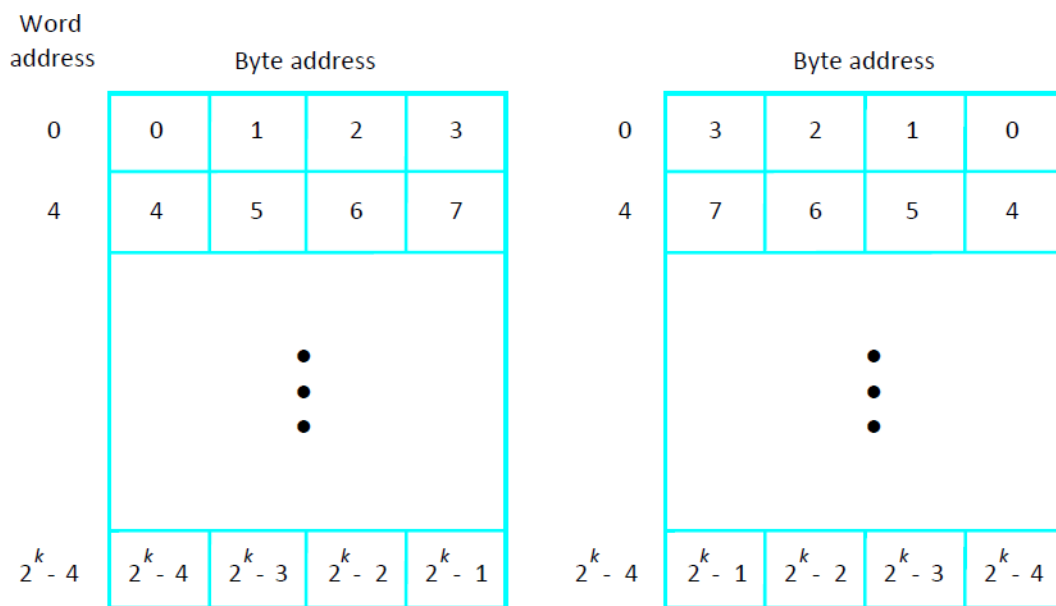 Word
address
Byte address
Byte address
0 0 1 2 3
0 3 2 1 0
4 4 5 6 7
4 7 6 5 4
•
•
•
•
•
•
2^k - 4 2^k - 4 2^k - 3 2^k - 2 2^k - 1
2^k - 4 2^k - 1 2^k - 2 2^k - 3 2^k - 4